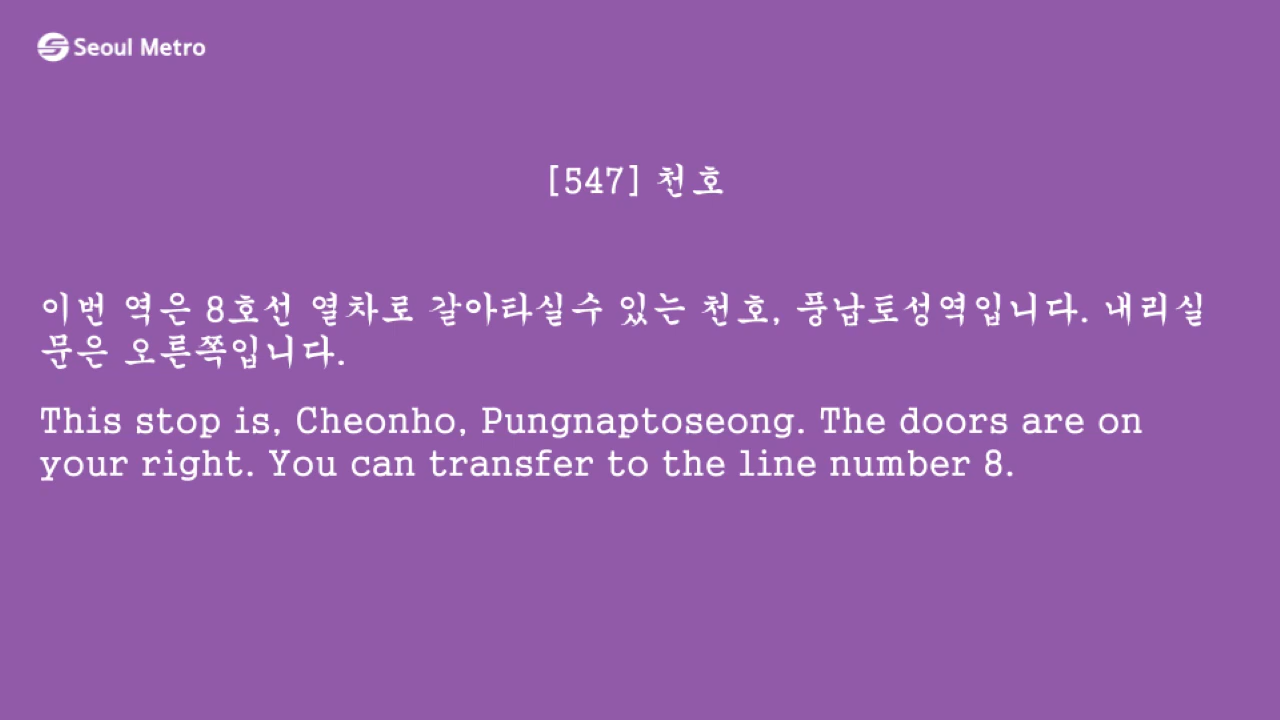 Seoul Metro
[547] 천호
이번 역은 8호선 열차로 갈아타실수 있는 천호, 풍납토성역입니다. 내리실
문은 오른쪽입니다.
This stop is, Cheonho, Pungnaptoseong. The doors are on
your right. You can transfer to the line number 8.